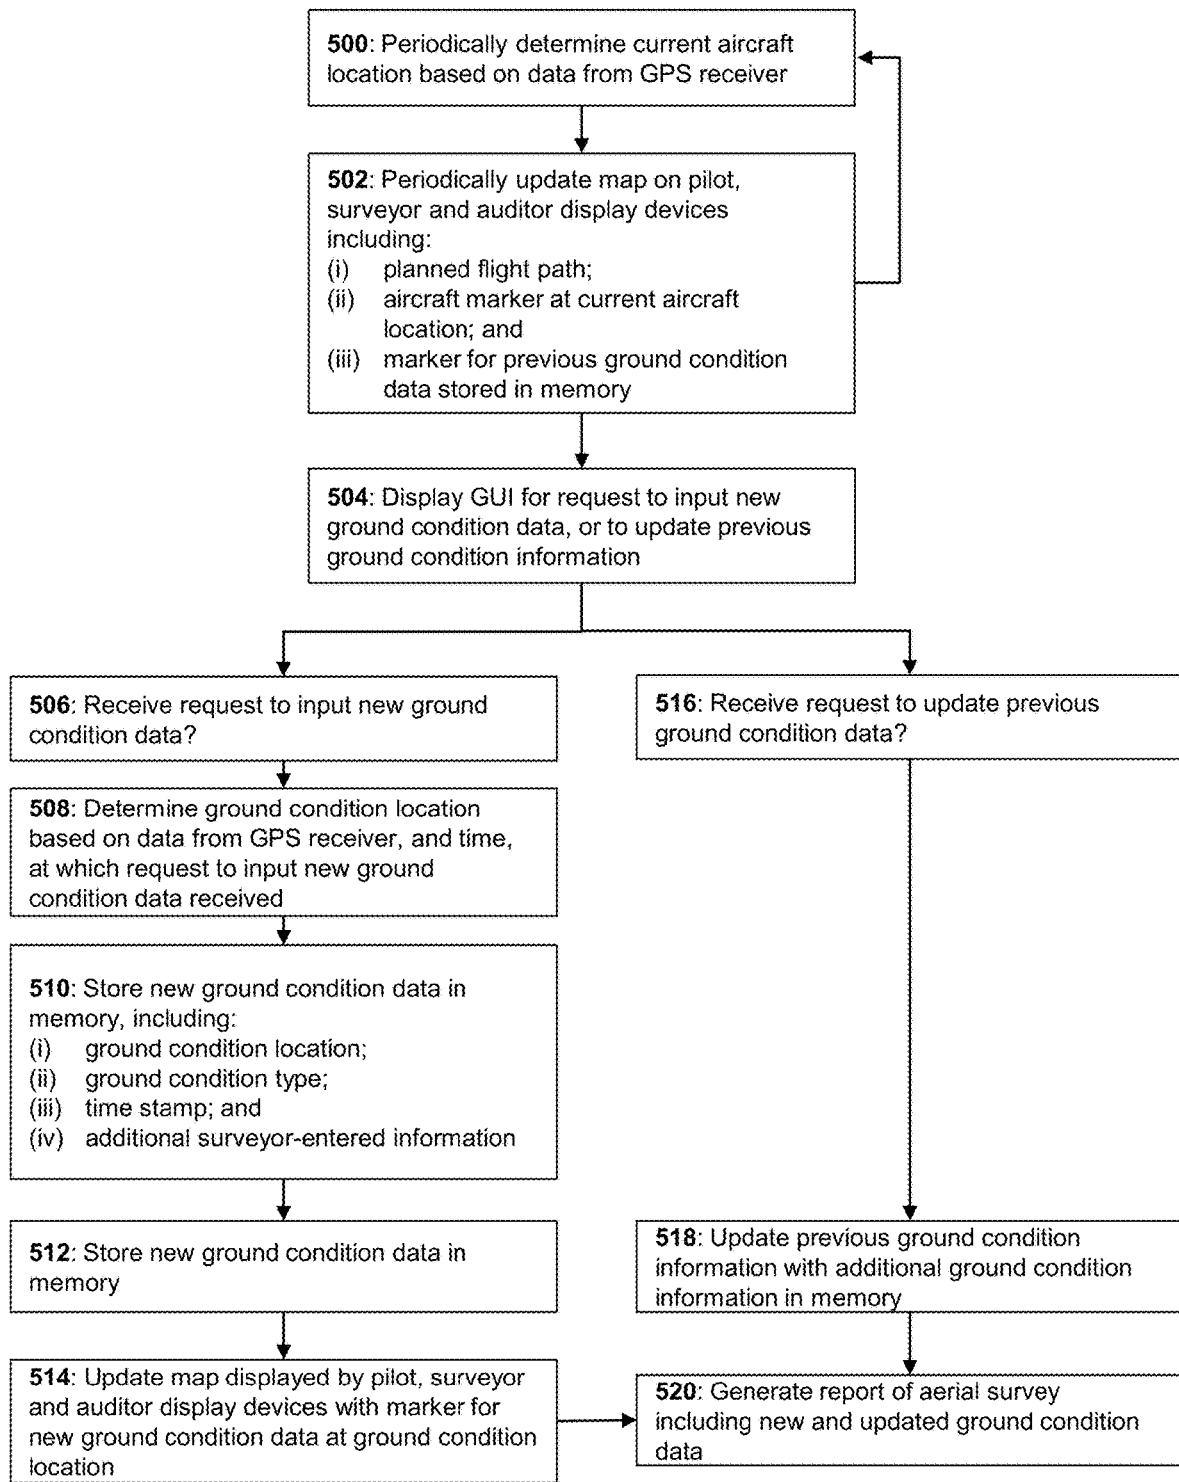 500: Periodically determine current aircraft
location based on data from GPS receiver
502: Periodically update map on pilot,
surveyor and auditor display devices
including:
(i) planned flight path;
(ii) aircraft marker at current aircraft
location; and
(iii) marker for previous ground condition
data stored in memory
504: Display GUI for request to input new
ground condition data, or to update previous
ground condition information
506: Receive request to input new ground
condition data?
508: Determine ground condition location
based on data from GPS receiver, and time,
at which request to input new ground
condition data received
510: Store new ground condition data in
memory, including:
(i) ground condition location;
(ii) ground condition type;
(iii) time stamp; and
(iv) additional surveyor-entered information
512: Store new ground condition data in
memory
514: Update map displayed by pilot, surveyor
and auditor display devices with marker for
new ground condition data at ground condition
location
516: Receive request to update previous
ground condition data?
518: Update previous ground condition
information with additional ground condition
information in memory
520: Generate report of aerial survey
including new and updated ground condition
data